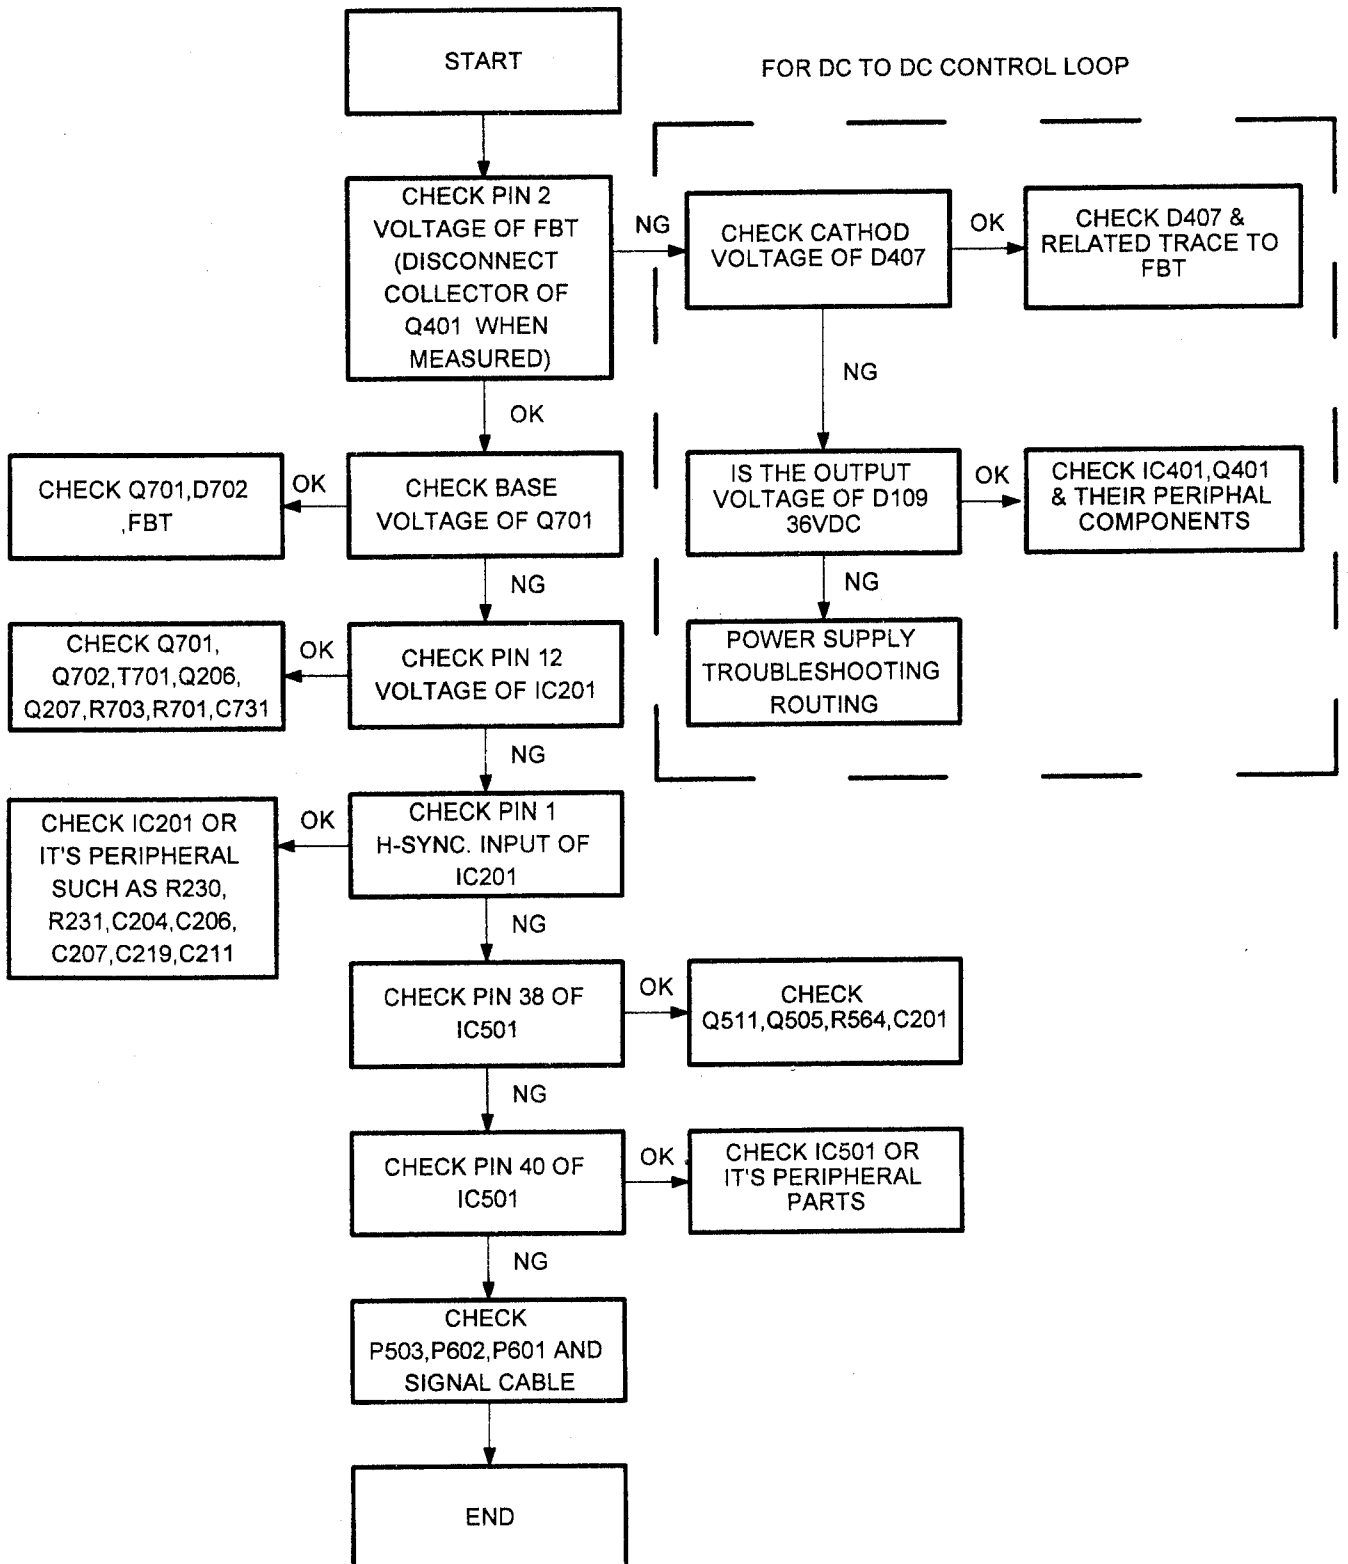 START
FOR DC TO DC CONTROL LOOP
CHECK PIN 2
VOLTAGE OF FBT
(DISCONNECT
COLLECTOR OF
Q401 WHEN
MEASURED)
NG
CHECK CATHOD
VOLTAGE OF D407
OK
CHECK D407 &
RELATED TRACE TO
FBT
NG
OK
CHECK Q701,D702
,FBT
OK
CHECK BASE
VOLTAGE OF Q701
IS THE OUTPUT
VOLTAGE OF D109
36VDC
OK
CHECK IC401,Q401
& THEIR PERIPHAL
COMPONENTS
NG
NG
CHECK Q701,
Q702,T701,Q206,
Q207,R703,R701,C731
OK
CHECK PIN 12
VOLTAGE OF IC201
POWER SUPPLY
TROUBLESHOOTING
ROUTING
NG
CHECK IC201 OR
IT'S PERIPHERAL
SUCH AS R230,
R231,C204,C206,
C207,C219,C211
OK
CHECK PIN 1
H-SYNC. INPUT OF
IC201
NG
CHECK PIN 38 OF
IC501
OK
CHECK
Q511,Q505,R564,C201
NG
CHECK PIN 40 OF
IC501
OK
CHECK IC501 OR
IT'S PERIPHERAL
PARTS
NG
CHECK
P503,P602,P601 AND
SIGNAL CABLE
END